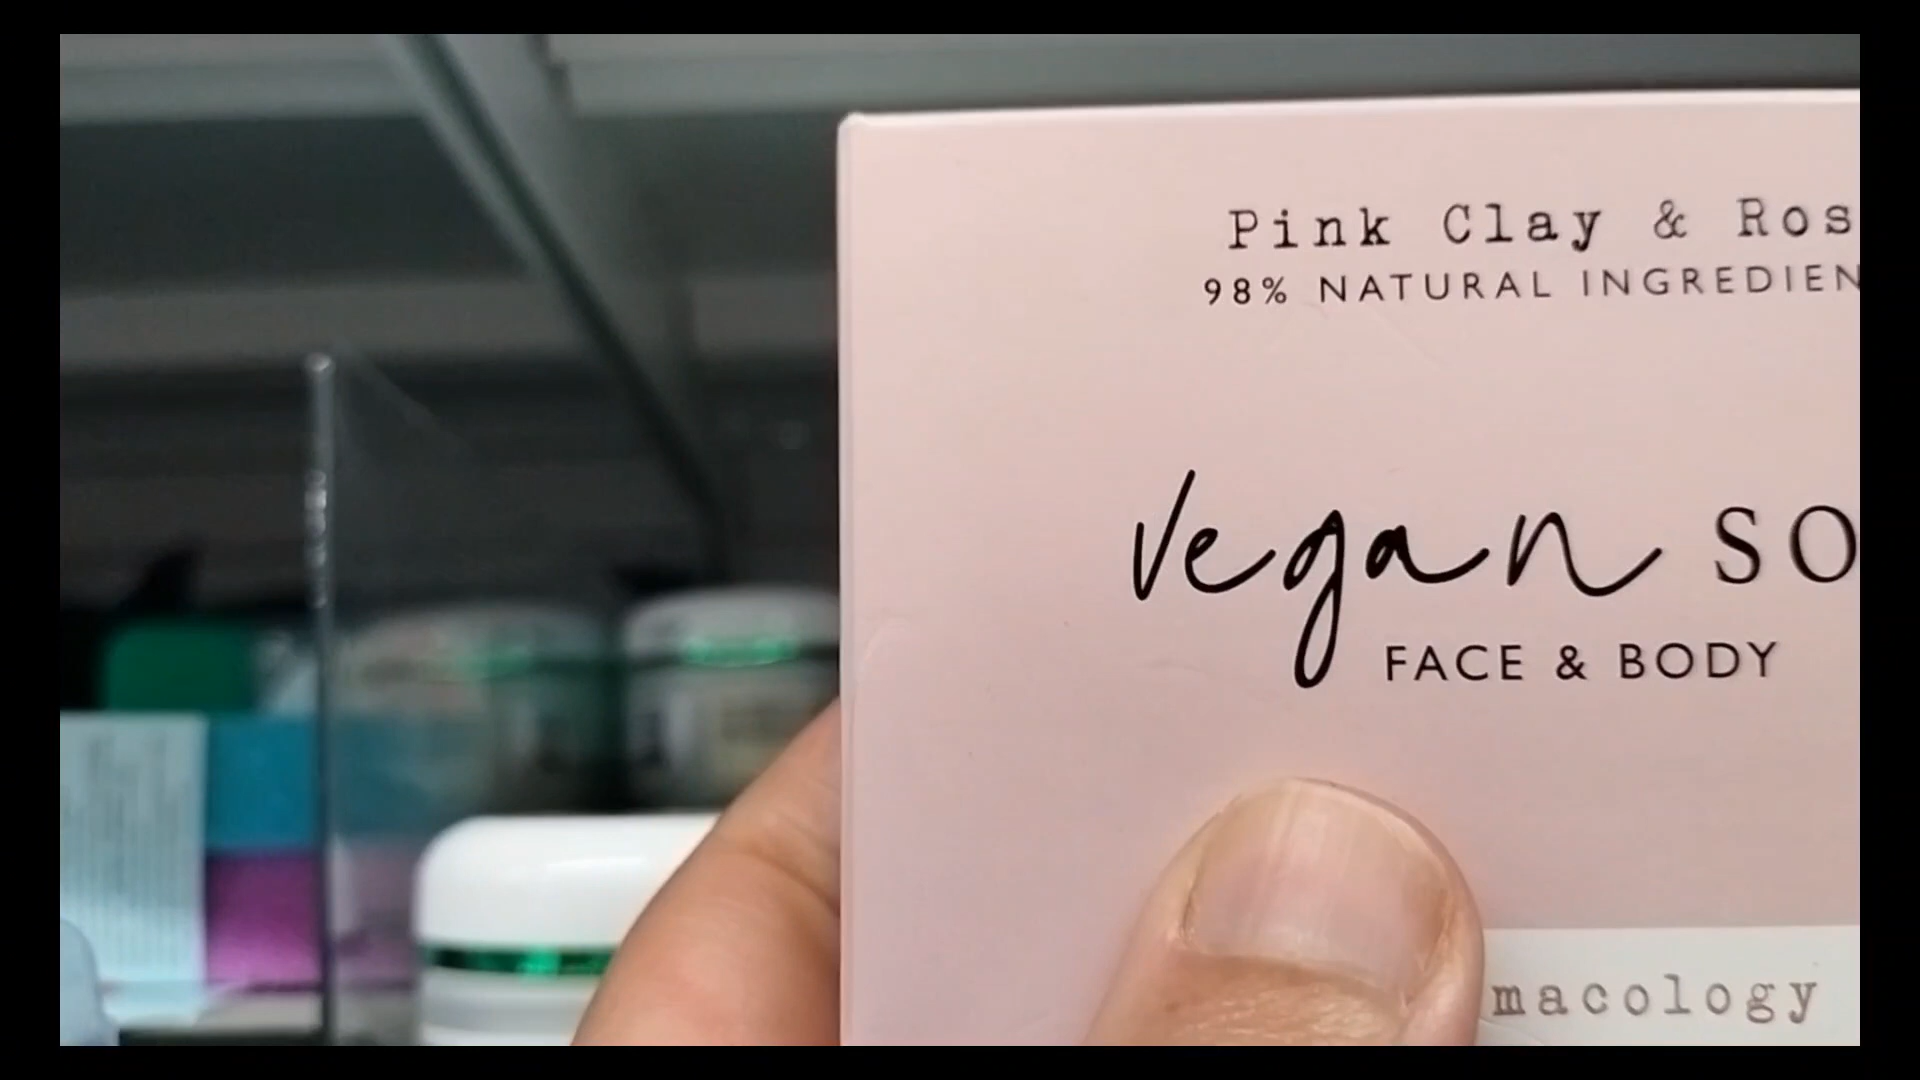 Pink Clay & Ros
98% NATURAL INGREDIEN
vegan SO
FACE & BODY
macology